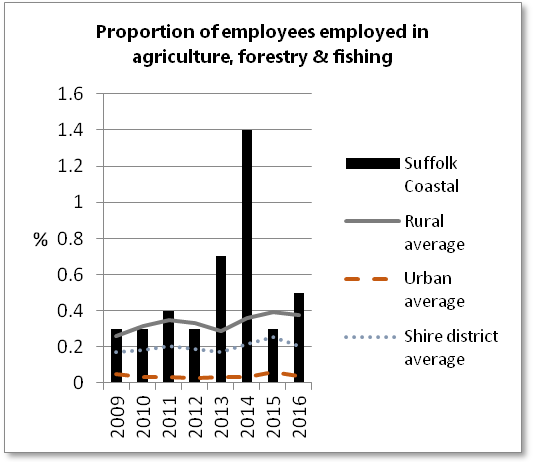 Proportion of employees employed in
agriculture, forestry & fishing
1.6
1.4
1.2
1
0.8
0.6
0.4
0.2
0
%
2009
2010
2011
2012
2013
2014
2015
2016
Suffolk
Coastal
Rural
average
Urban
average
Shire district
average